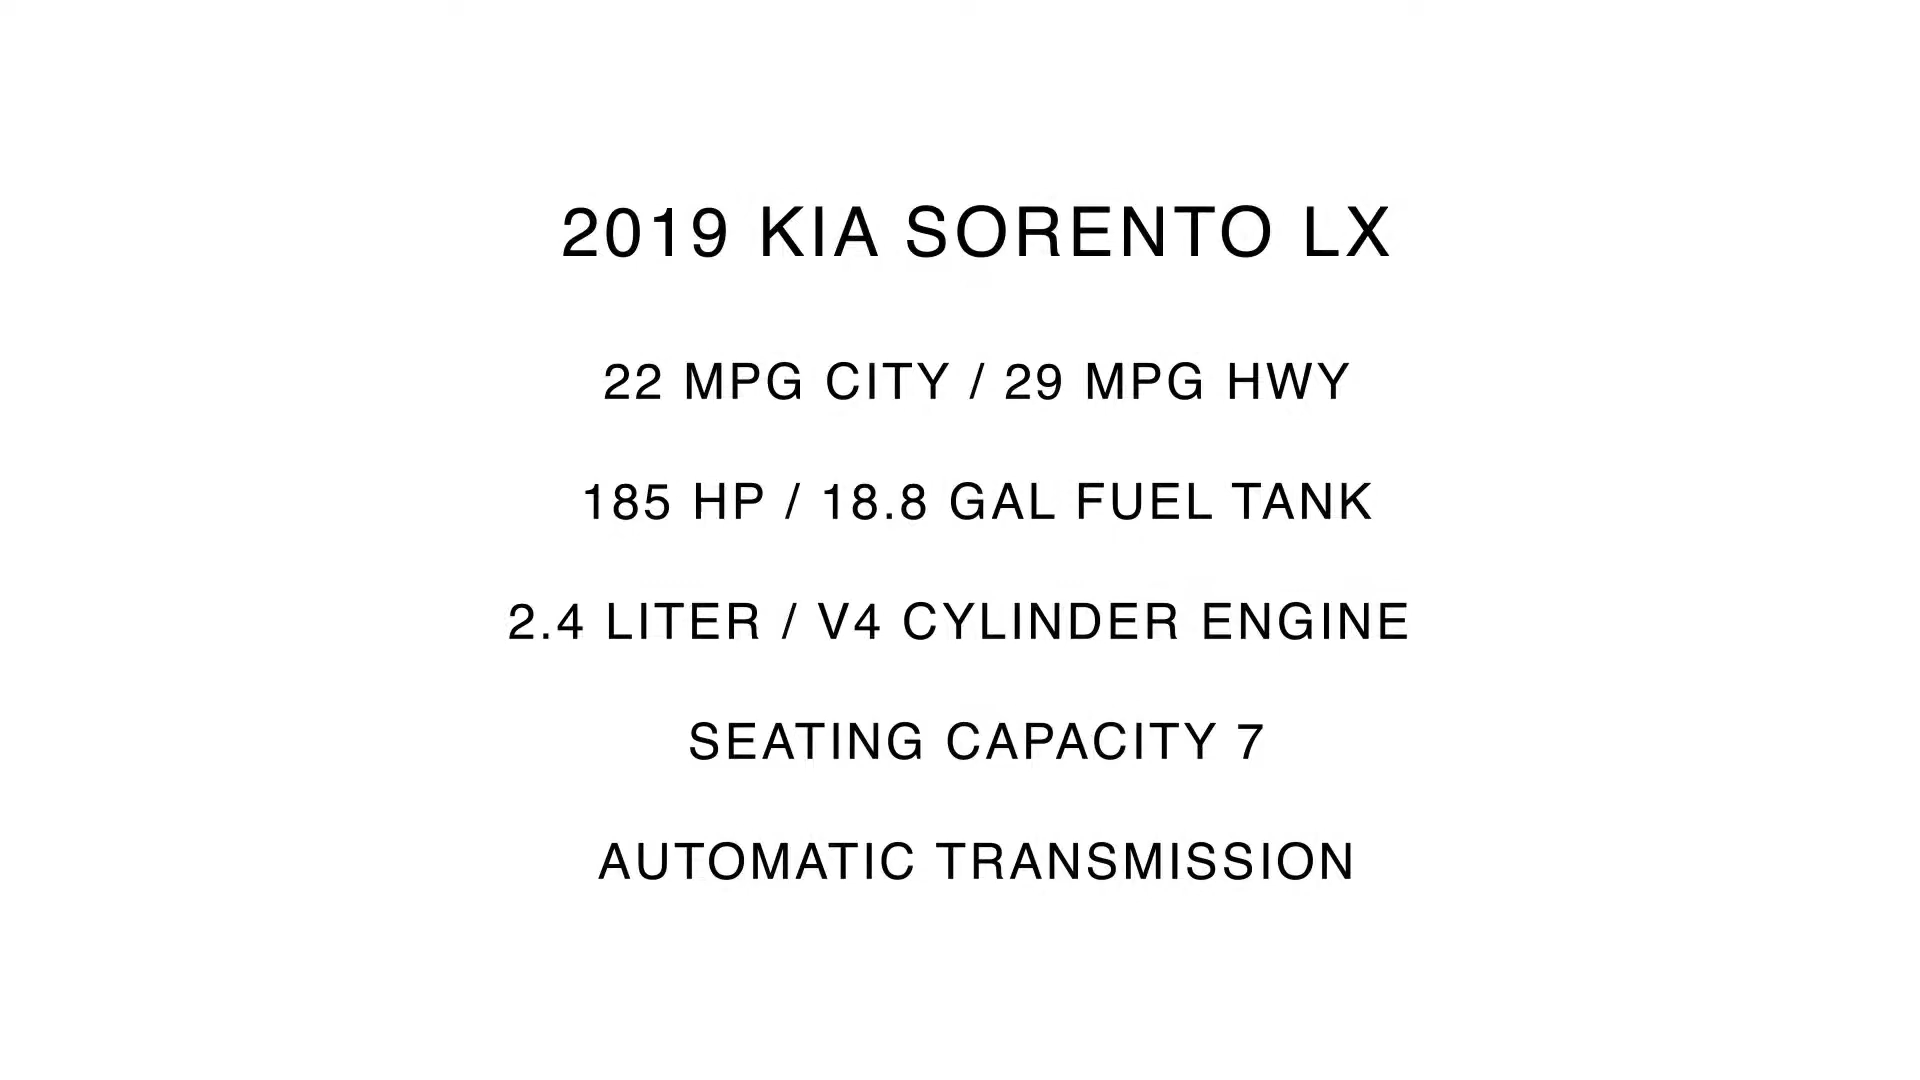 2019 KIA SORENTO LX
22 MPG CITY / 29 MPG HWY
185 HP / 18.8 GAL FUEL TANK
2.4 LITER / V4 CYLINDER ENGINE
SEATING CAPACITY 7
AUTOMATIC TRANSMISSION